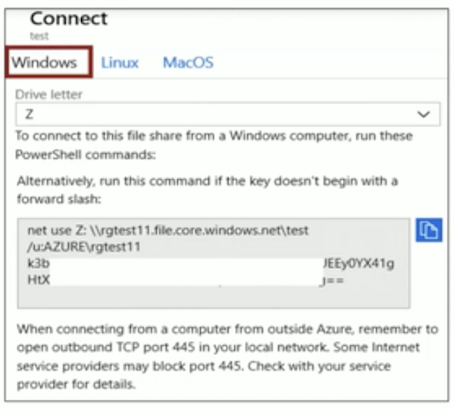 Connect
test
Windows Linux MacOS
Drive letter
Z
To connect to this file share from a Windows computer, run these
PowerShell commands:
Alternatively, run this command if the key doesn't begin with a
forward slash:
net use Z: \\rgtest11.file.core.windows.net\test
/u:AZURE\rgtest11
k3b JEEy0YX41g
HtX j==
When connecting from a computer from outside Azure, remember to
open outbound TCP port 445 in your local network. Some Internet
service providers may block port 445. Check with your service
provider for details.